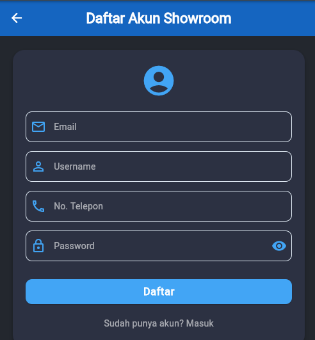 Daftar Akun Showroom
Email
Username
No. Telepon
Password
Daftar
Sudah punya akun? Masuk